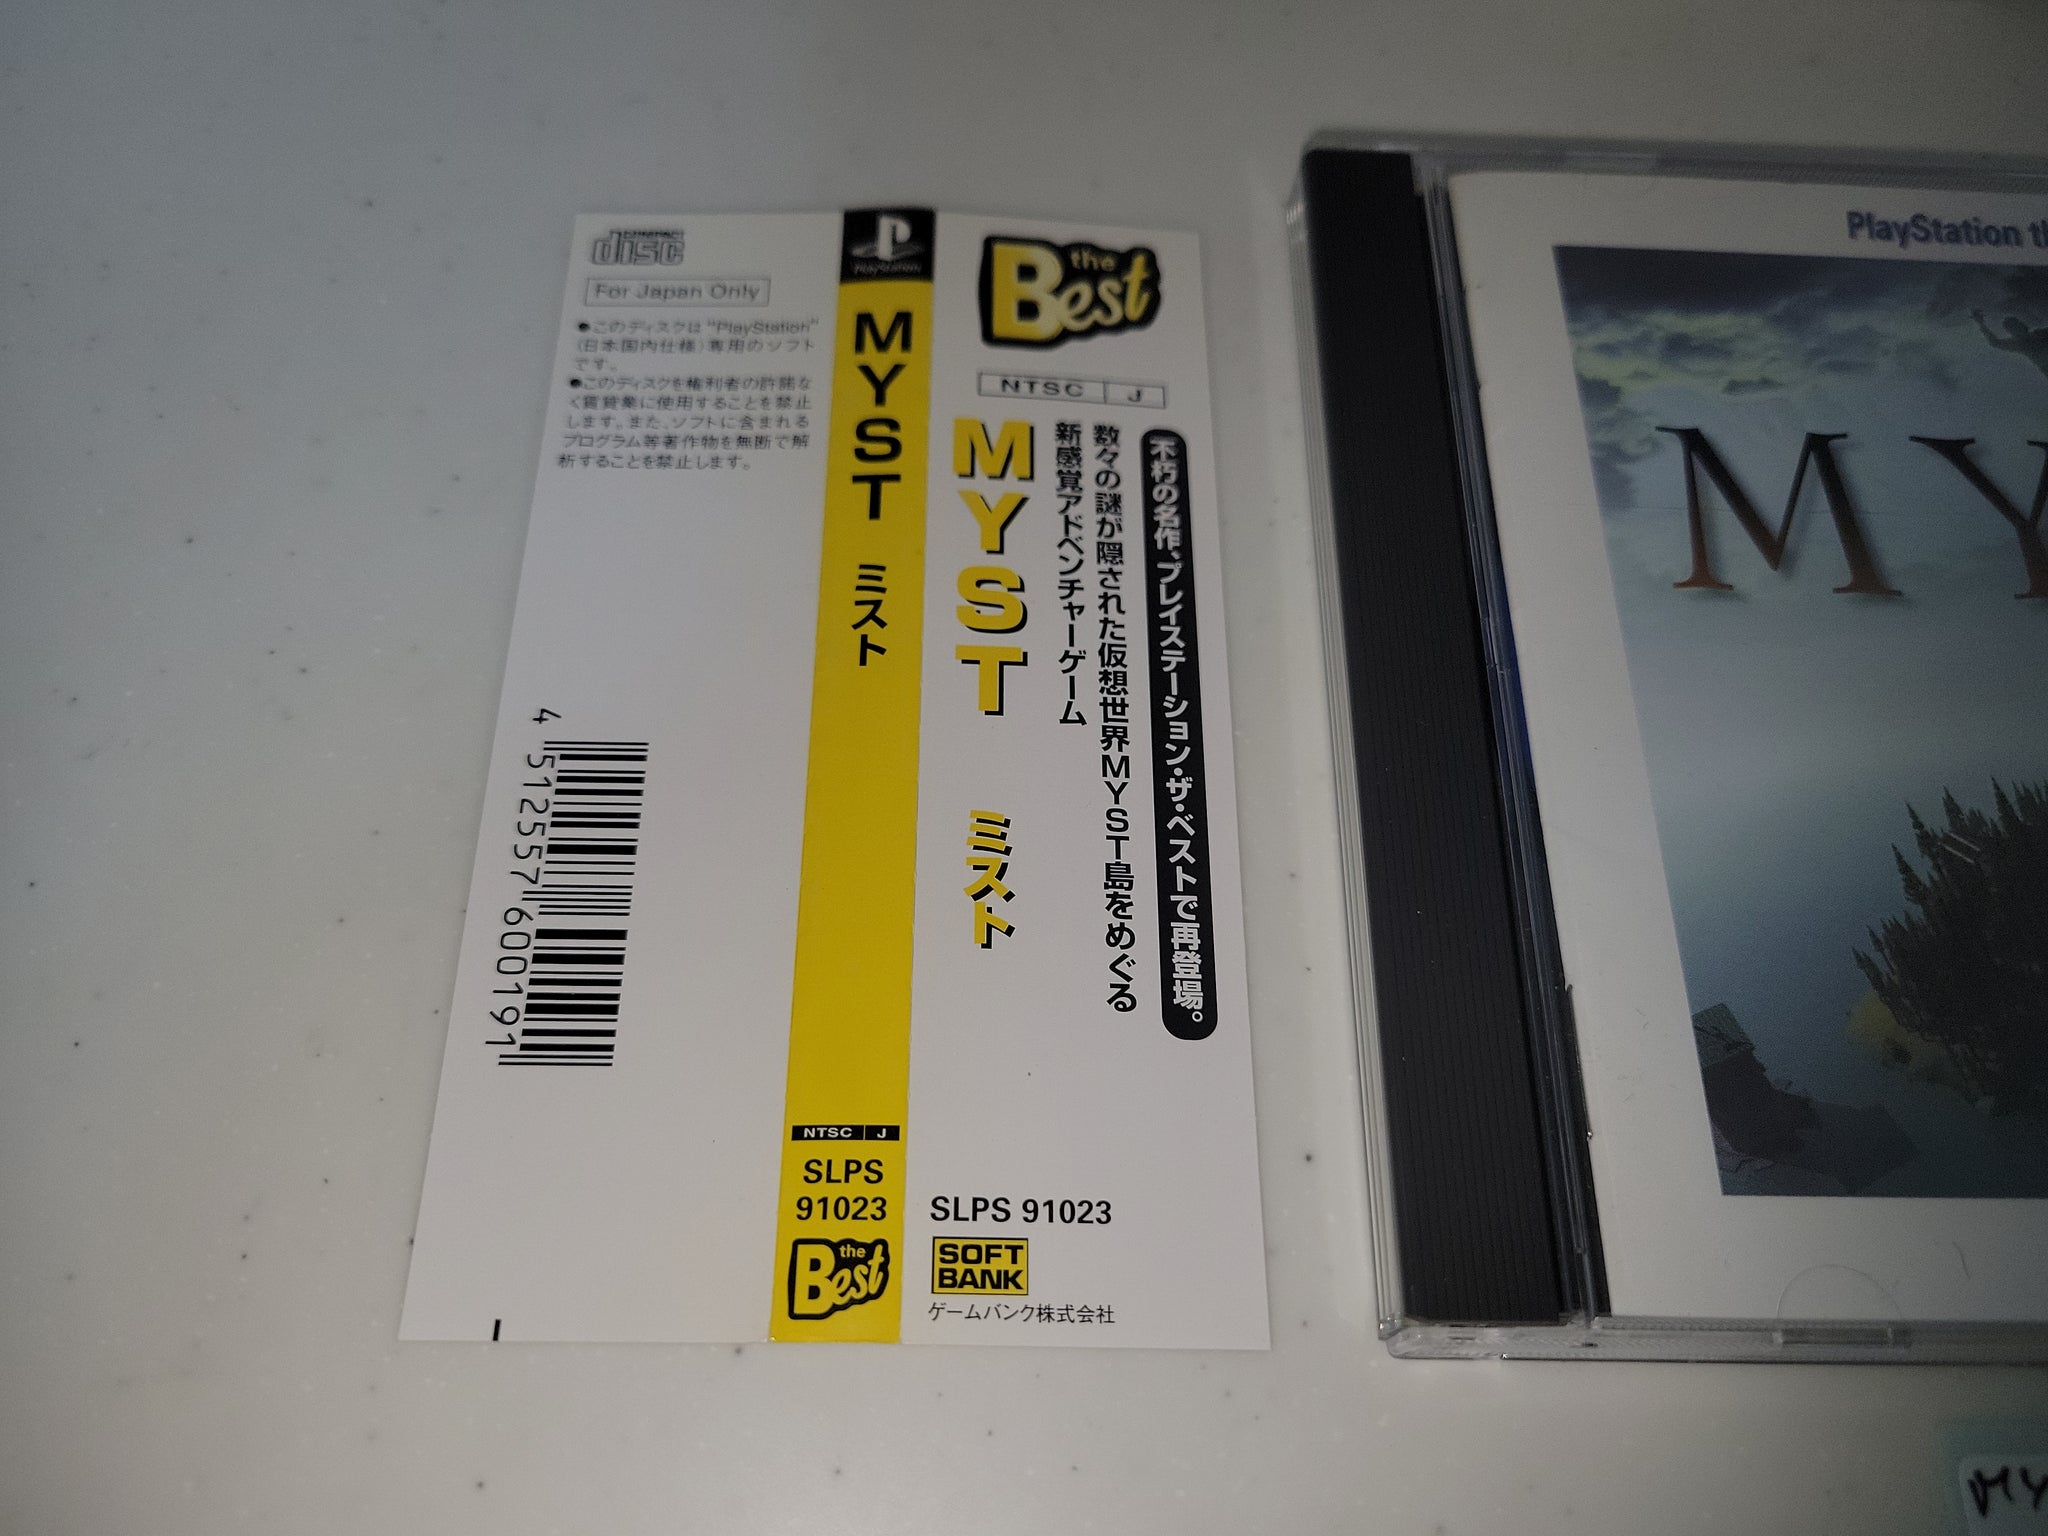 COMPACT
disc
For Japan Only
●このディスクは"PlayStation"
(日本国内仕様)専用のソフト
です。
●このディスクを権利者の許諾な
く賃貸業に使用することを禁止
します。また、ソフトに含まれる
プログラム等著作物を無断で解
析することを禁止します。
4 512557 600191
PlayStation
MYST ミスト
NTSC J
SLPS
91023
the Best
the Best
NTSC J
不朽の名作、プレイステーション・ザ・ベストで再登場。
数々の謎が隠された仮想世界MYST島をめぐる
新感覚アドベンチャーゲーム
MYST ミスト
SLPS 91023
SOFT
BANK
ゲームバンク株式会社
PlayStation
MY
MY